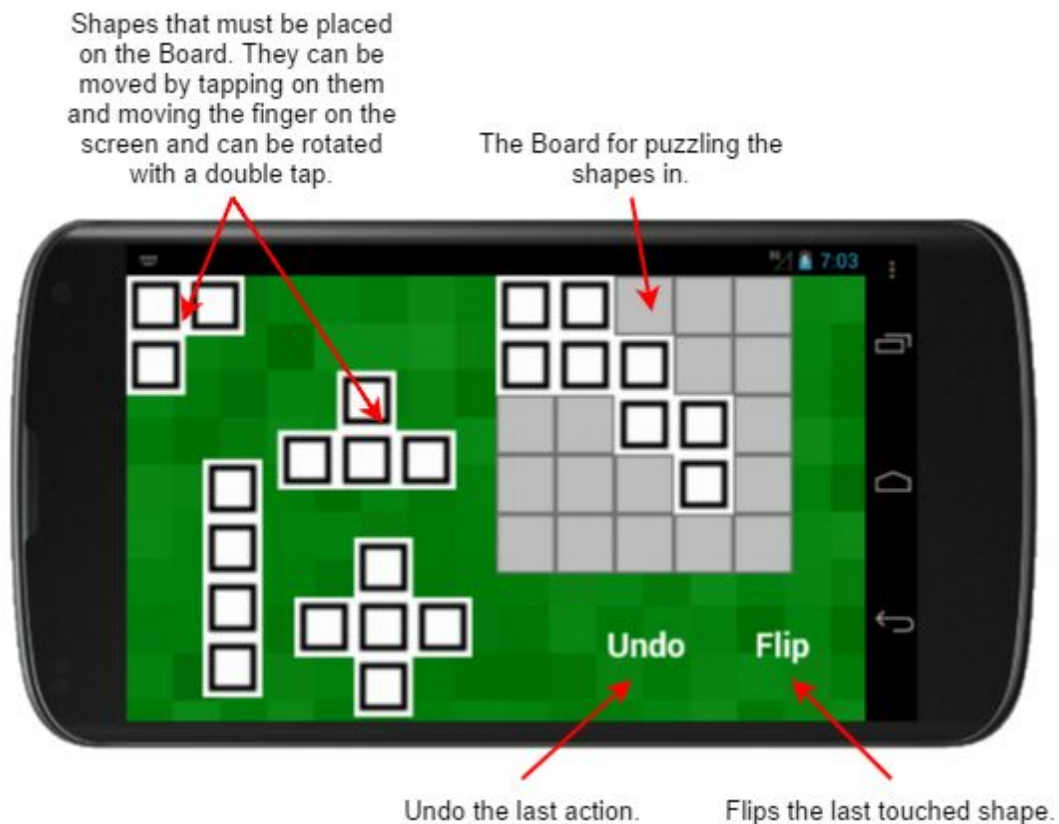 Shapes that must be placed
on the Board. They can be
moved by tapping on them
and moving the finger on the
screen and can be rotated
with a double tap.
The Board for puzzling the
shapes in.
7:03
Undo
Flip
Undo the last action.
Flips the last touched shape.